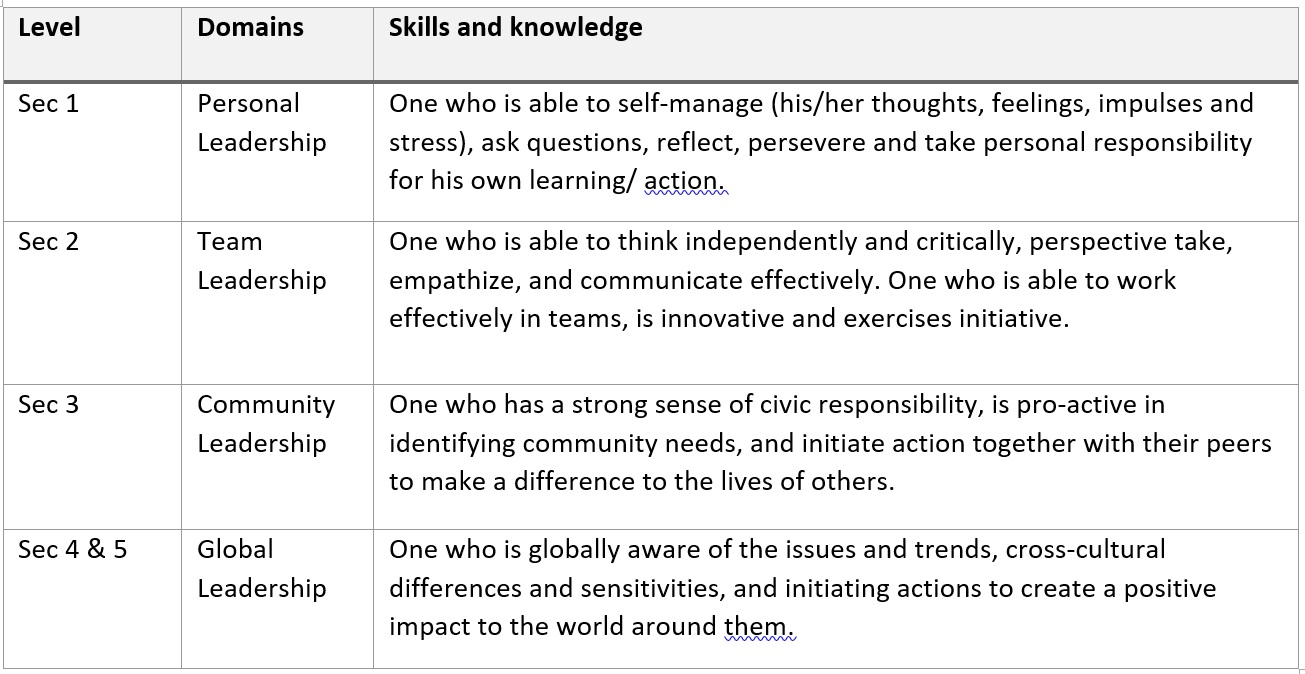 Level Domains Skills and knowledge
Sec 1 Personal Leadership
One who is able to self-manage (his/her thoughts, feelings, impulses and
stress), ask questions, reflect, persevere and take personal responsibility
for his own learning/ action.
Sec 2 Team Leadership
One who is able to think independently and critically, perspective take,
empathize, and communicate effectively. One who is able to work
effectively in teams, is innovative and exercises initiative.
Sec 3 Community Leadership
One who has a strong sense of civic responsibility, is pro-active in
identifying community needs, and initiate action together with their peers
to make a difference to the lives of others.
Sec 4 & 5 Global Leadership
One who is globally aware of the issues and trends, cross-cultural
differences and sensitivities, and initiating actions to create a positive
impact to the world around them.